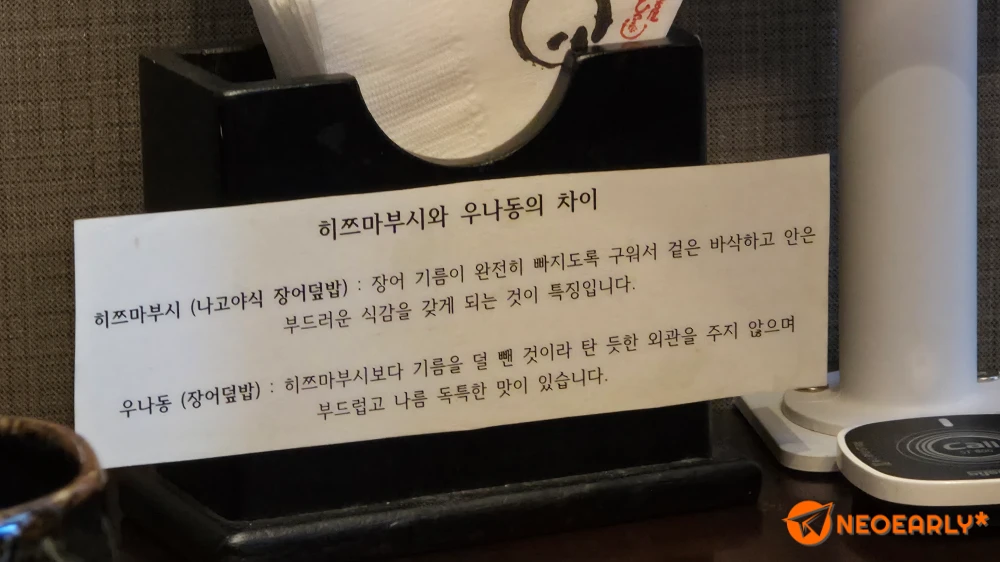 히쯔마부시와 우나동의 차이
히쯔마부시 (나고야식 장어덮밥) : 장어 기름이 완전히 빠지도록 구워서 겉은 바삭하고 안은
부드러운 식감을 갖게 되는 것이 특징입니다.
우나동 (장어덮밥) : 히쯔마부시보다 기름을 덜 뺀 것이라 탄 듯한 외관을 주지 않으며
부드럽고 나름 독특한 맛이 있습니다.
call
NEOEARLY*